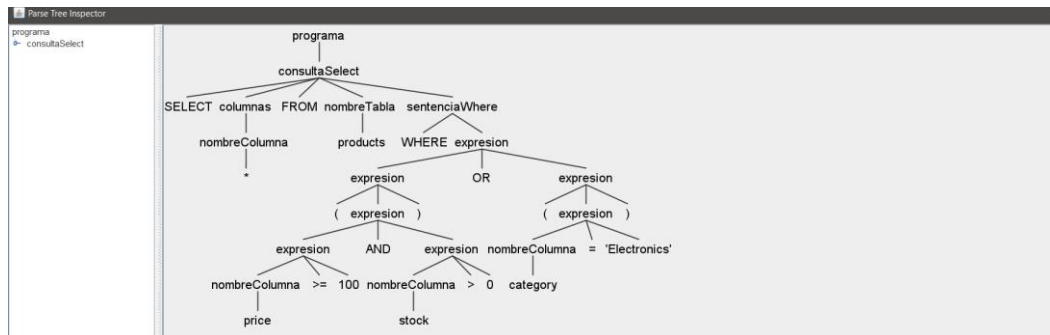 Parse Tree Inspector
programa
consultaSelect
programa
consultaSelect
SELECT columnas FROM nombreTabla sentenciaWhere
nombreColumna products WHERE expresion
* expresion OR expresion
( expresion ) ( expresion )
expresion AND expresion nombreColumna = 'Electronics'
nombreColumna >= 100 nombreColumna > 0 category
price stock